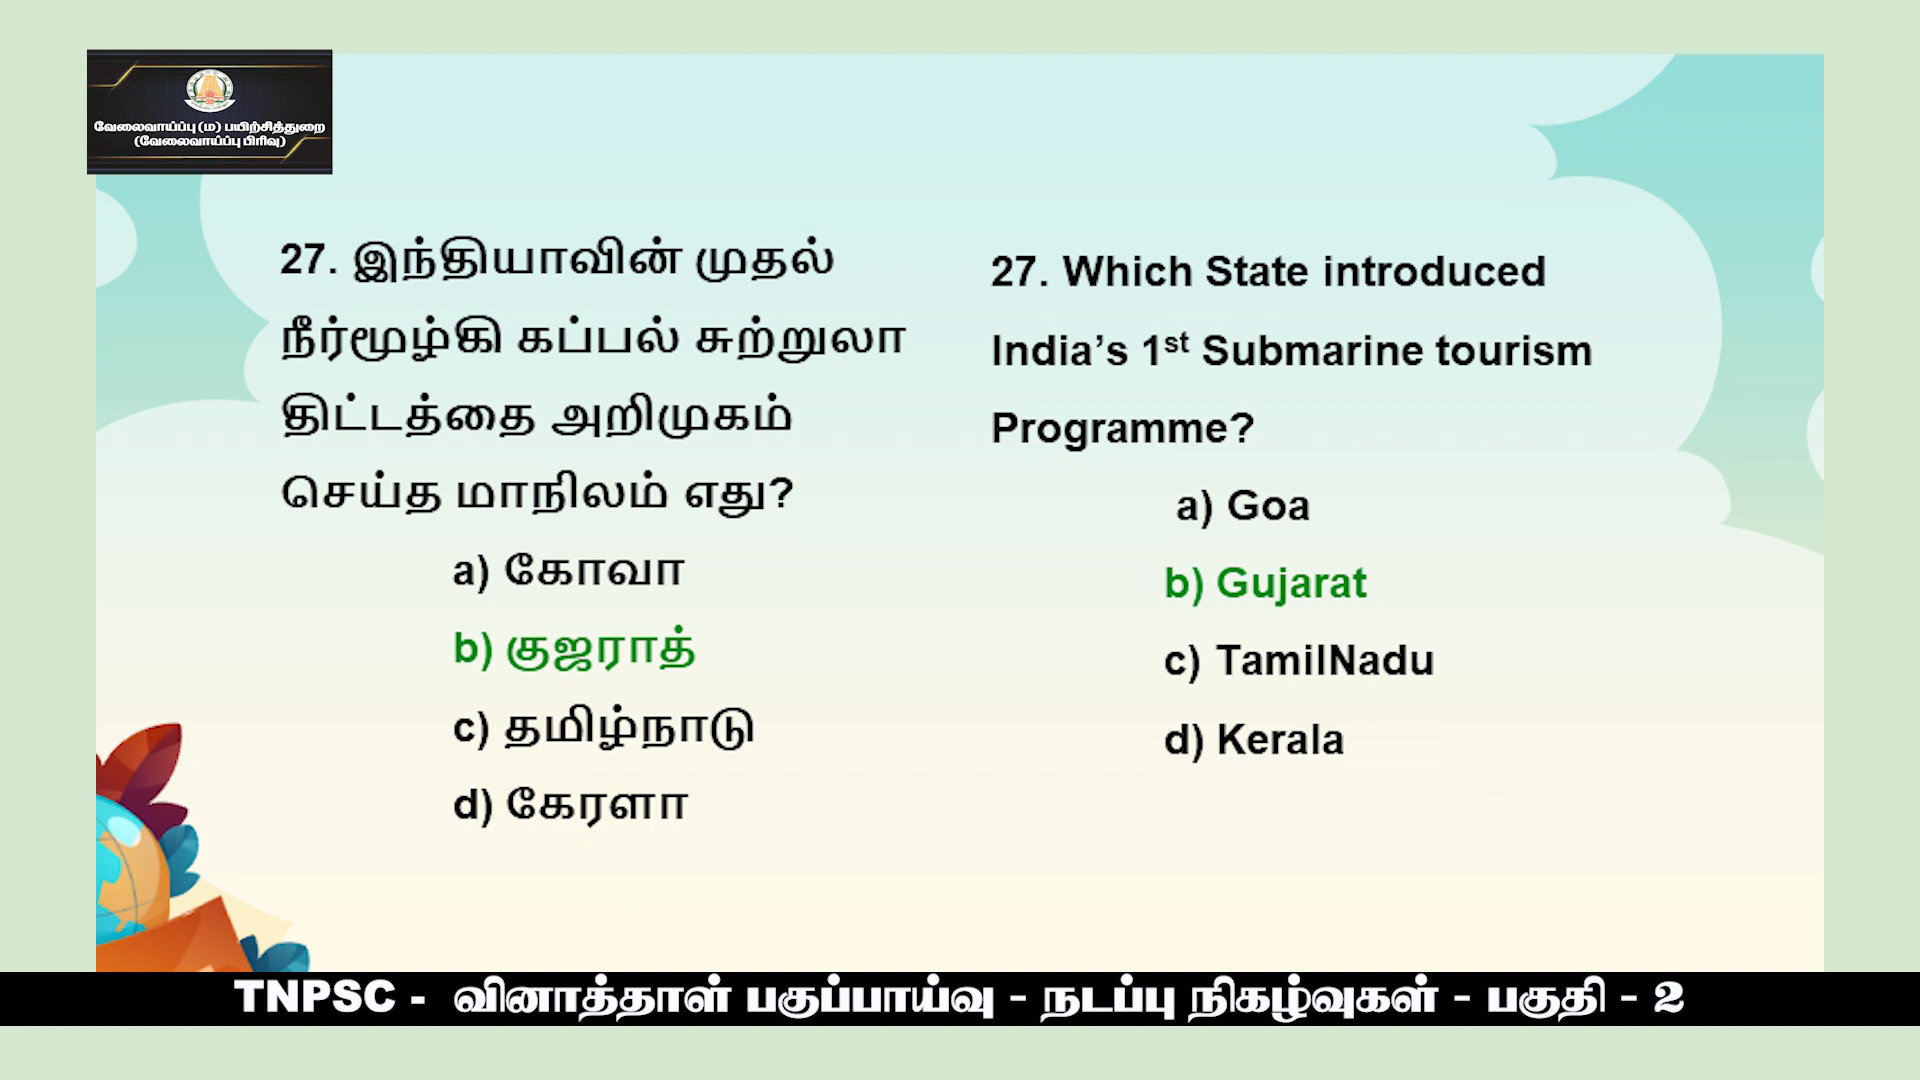 வேலைவாய்ப்பு (ம) பயிற்சித்துறை
(வேலைவாய்ப்பு பிரிவு)
27. இந்தியாவின் முதல்
நீர்மூழ்கி கப்பல் சுற்றுலா
திட்டத்தை அறிமுகம்
செய்த மாநிலம் எது?
a) கோவா
b) குஜராத்
c) தமிழ்நாடு
d) கேரளா
27. Which State introduced
India’s 1st Submarine tourism
Programme?
a) Goa
b) Gujarat
c) TamilNadu
d) Kerala
TNPSC - வினாத்தாள் பகுப்பாய்வு - நடப்பு நிகழ்வுகள் - பகுதி - 2